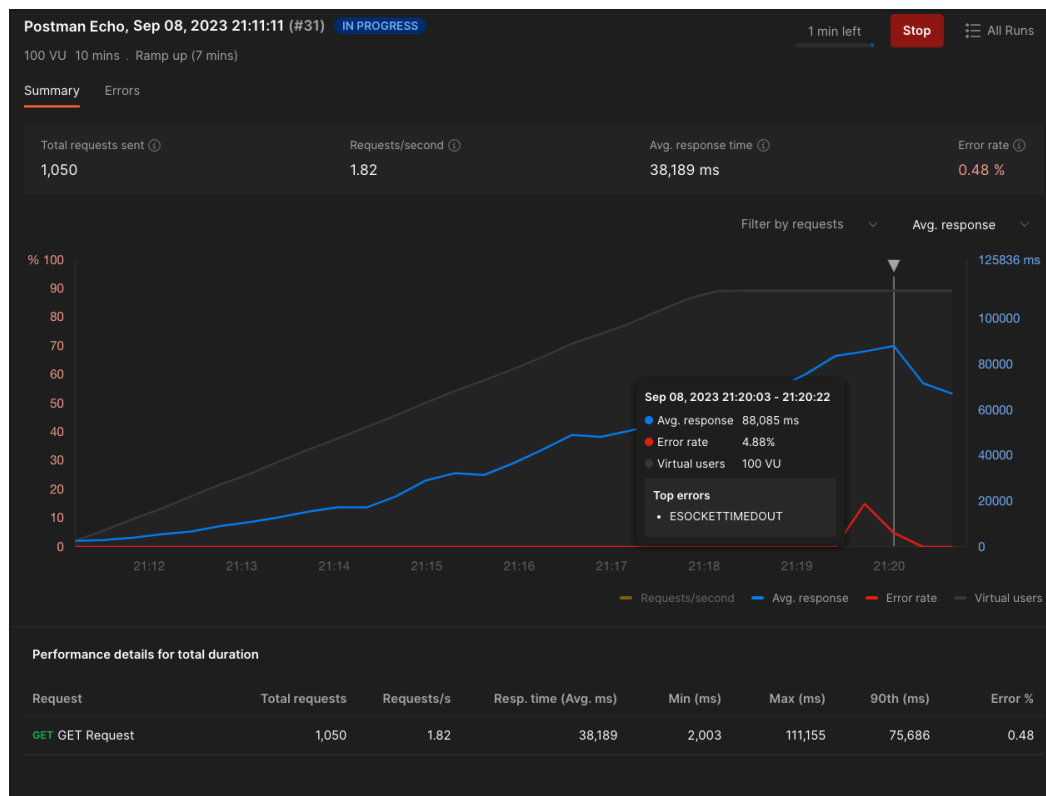 Postman Echo, Sep 08, 2023 21:11:11 (#31) IN PROGRESS 1 min left Stop All Runs
100 VU 10 mins . Ramp up (7 mins)
Summary Errors
Total requests sent Requests/second Avg. response time Error rate
1,050 1.82 38,189 ms 0.48 %
Filter by requests Avg. response
% 100 125836 ms
90
80 100000
70 80000
60
50 60000
40 40000
30
20 20000
10
0 0
Sep 08, 2023 21:20:03 - 21:20:22
Avg. response 88,085 ms
Error rate 4.88%
Virtual users 100 VU
Top errors
• ESOCKETTIMEDOUT
21:12 21:13 21:14 21:15 21:16 21:17 21:18 21:19 21:20
Requests/second Avg. response Error rate Virtual users
Performance details for total duration
Request Total requests Requests/s Resp. time (Avg. ms) Min (ms) Max (ms) 90th (ms) Error %
GET GET Request 1,050 1.82 38,189 2,003 111,155 75,686 0.48